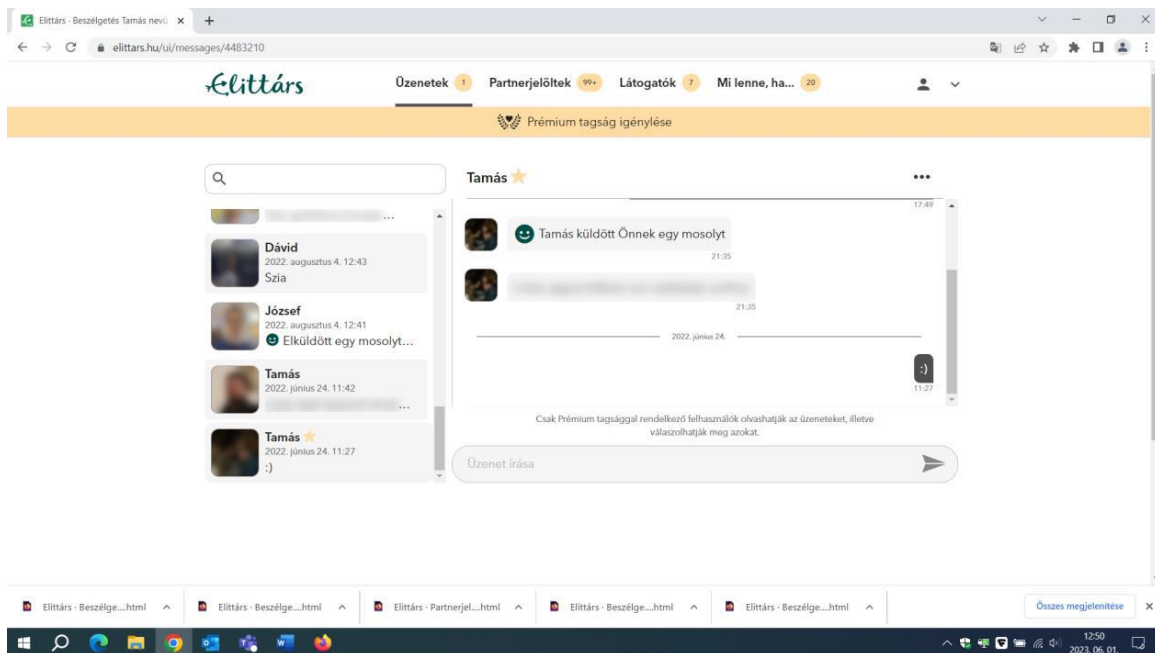 Elittárs - Beszélgetés Tamás nevű
elittars.hu/ui/messages/4483210
Elittárs
Üzenetek 1 Partnerjelöltek 99+ Látogatók 7 Mi lenne, ha... 20
Prémium tagság igénylése
...
Dávid
2022. augusztus 4. 12:43
Szia
József
2022. augusztus 4. 12:41
Elküldött egy mosolyt...
Tamás
2022. június 24. 11:42
...
Tamás
2022. június 24. 11:27
:)
Tamás
17:49
Tamás küldött Önnek egy mosolyt
21:35
21:35
2022. június 24.
:)
11:27
Csak Prémium tagsággal rendelkező felhasználók olvashatják az üzeneteket, illetve
válaszolhatják meg azokat.
Üzenet írása
Elittárs - Beszélge....html Elittárs - Beszélge....html Elittárs - Partnerjel....html Elittárs - Beszélge....html Elittárs - Beszélge....html Összes megjelenítése
12:50
2023. 06. 01.